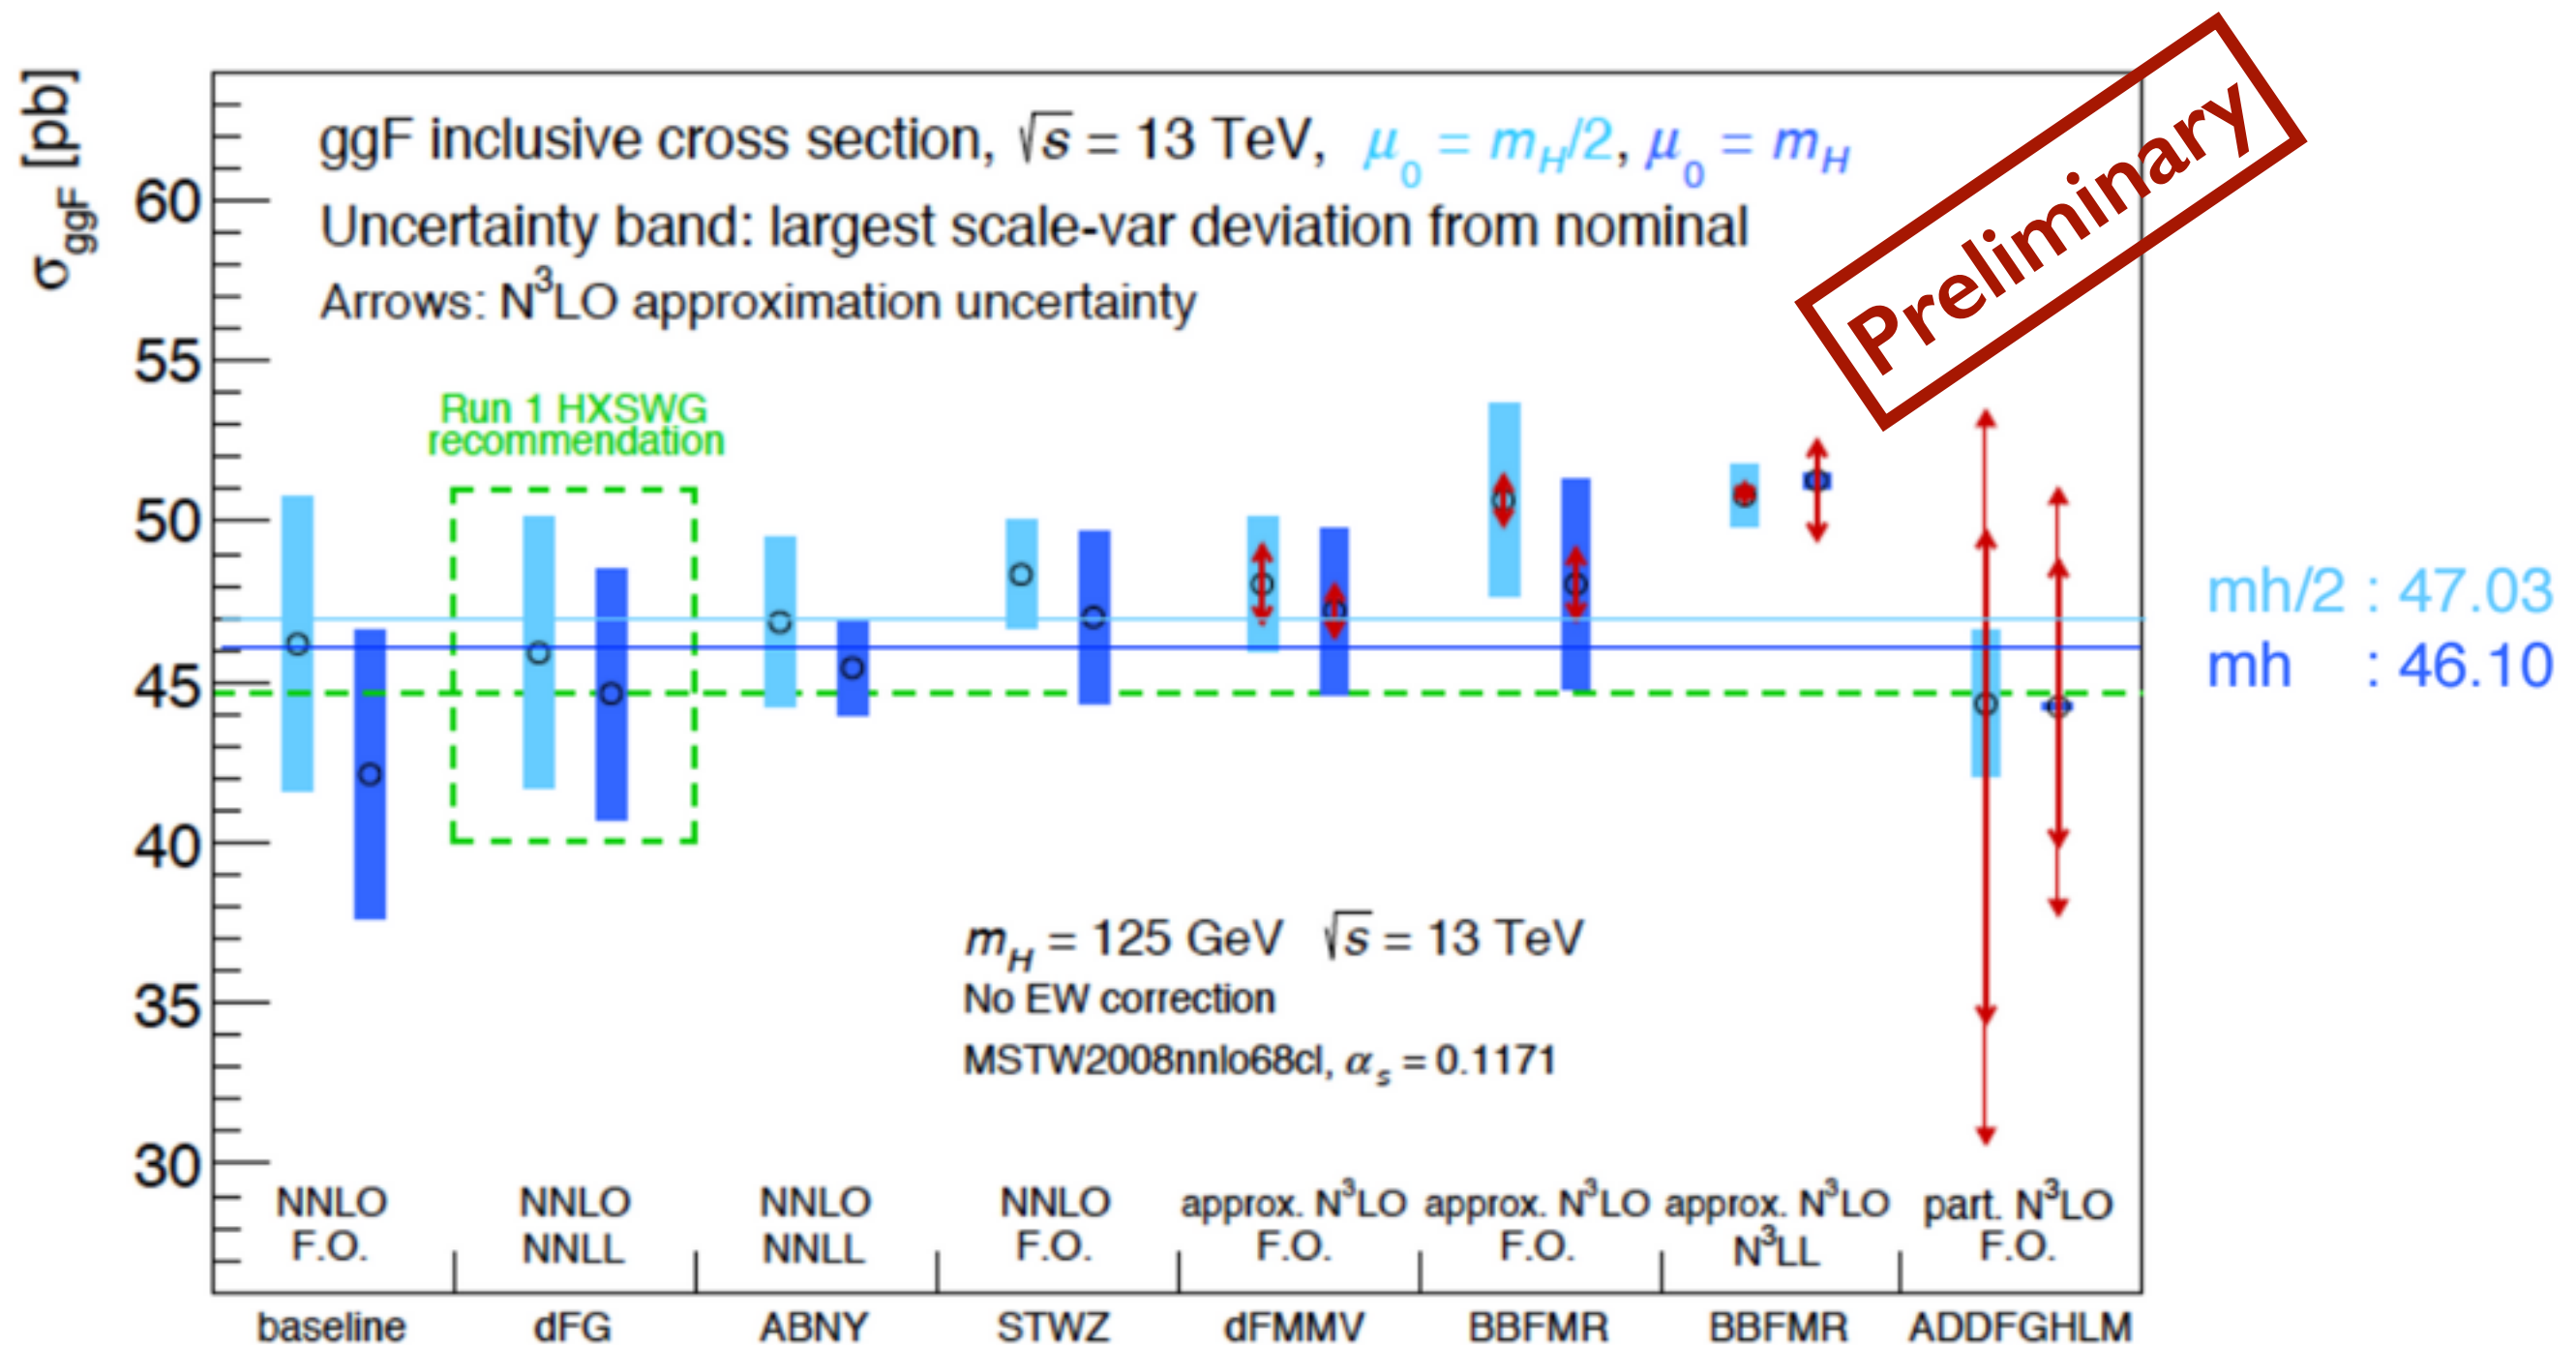 σggF [pb]
60
55
50
45
40
35
30
ggF inclusive cross section, √s = 13 TeV, μ0 = mH/2, μ0 = mH
Uncertainty band: largest scale-var deviation from nominal
Arrows: N³LO approximation uncertainty
Preliminary
Run 1 HXSWG
recommendation
mh/2 : 47.03
mh : 46.10
mH = 125 GeV √s = 13 TeV
No EW correction
MSTW2008nnlo68cl, αs = 0.1171
NNLO NNLO NNLO NNLO approx. N³LO approx. N³LO approx. N³LO part. N³LO
F.O. NNLL NNLL F.O. F.O. F.O. N³LL F.O.
baseline dFG ABNY STWZ dFMMV BBFMR BBFMR ADDFGHLM